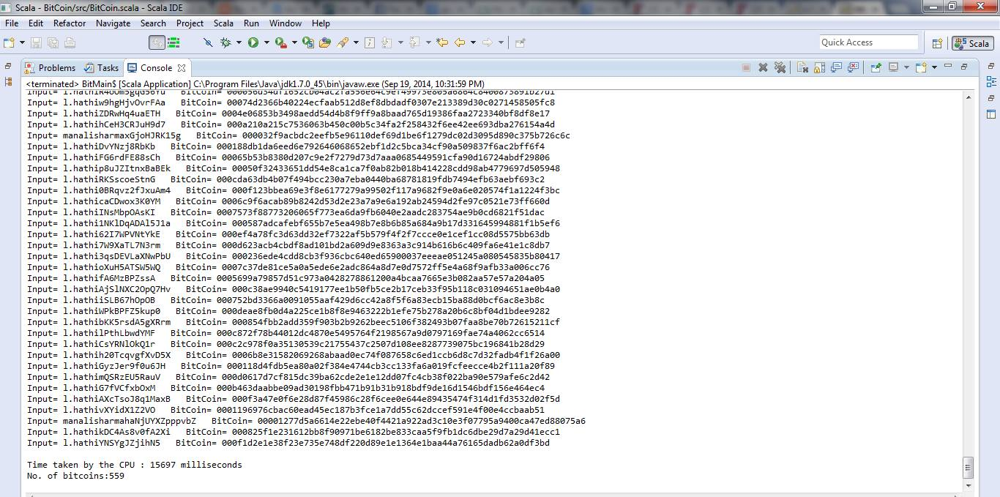 Scala - BitCoin/src/BitCoin.scala - Scala IDE
File Edit Refactor Navigate Search Project Scala Run Window Help
Quick Access Scala
Problems Tasks Console
<terminated> BitMain$ [Scala Application] C:\Program Files\Java\jdk1.7.0_45\bin\javaw.exe (Sep 19, 2014, 10:31:59 PM)
Input= l.hathiw9hgHjvOvrFAa BitCoin= 00074d2366b40224ecfaab512d8ef8dbdadf0307e213389d30c0271458505fc8
Input= l.hathiZDRwHq4uaETH BitCoin= 0004e06853b3498aedd54d4b8f9ff9a8baad765d19386faa2723340bf8df8e17
Input= l.hathihCeH3CRJuH9d7 BitCoin= 000a210a215c7536063b450c00b5c34fa2f258432f6ee42ee693dba276154a4d
Input= manalisharmaxGjoHJRK15g BitCoin= 000032f9acbdc2eefb5e96110def69d1be6f1279dc02d3095d890c375b726c6c
Input= l.hathiDvYNzj8RbKb BitCoin= 000188db1da6eed6e792646068652ebf1d2c5bca34cf90a509837f6ac2bff6f4
Input= l.hathiFG6rdFE88sCh BitCoin= 00065b53b8380d207c9e2f7279d73d7aaa0685449591cfa90d16724abdf29806
Input= l.hathip8uJZItnxBaBEk BitCoin= 00050f32433651dd54e8ca1ca7f0ab82b018b414228cdd98ab4779697d505948
Input= l.hathiRKSscoeStnG BitCoin= 000cda63db4b07f494bcc230a7eba0440ba68781819fdb7494efb63aebf693c2
Input= l.hathi0BRqvz2fJxuAm4 BitCoin= 000f123bbea69e3f8e6177279a99502f117a9682f9e0a6e020574f1a1224f3bc
Input= l.hathicaCDwox3K0YM BitCoin= 0006c9f6acab89b8242d53d2e23a7a9e6a192ab24594d2fe97c0521e73ff660d
Input= l.hathiINsMbpOAsKI BitCoin= 0007573f88773206065f773ea6da9fb6040e2aadc283754ae9b0cd6821f51dac
Input= l.hathi1NKlDqADAl5J1a BitCoin= 000587adcafebf655b7e5ea498b7e8b6b85a684a9b17d331645994881f1b5ef6
Input= l.hathi62I7WPVNtYkE BitCoin= 000ef4a78fc3d63dd32ef7322af5b579f4f2f7ccce0e1cef1cc08d5575bb63db
Input= l.hathi7W9XaTL7N3rm BitCoin= 000d623acb4cbdf8ad101bd2a609d9e8363a3c914b616b6c409fa6e41e1c8db7
Input= l.hathi3qsDEVLaXNwPbU BitCoin= 000236ede4cdd8cb3f936cbc640ed65900037eeeae051245a080545835b80417
Input= l.hathioXuH5ATSW5WQ BitCoin= 0007c37de81ce5a0a5ede6e2adc864a8d7e0d7572ff5e4a68f9afb33a006cc76
Input= l.hathifA6MzBPZssA BitCoin= 0005699a79857d51c973a0428278861200a4bcaa7665e3b082aa57e57a204a05
Input= l.hathiAjSlNXC2OpQ7Hv BitCoin= 000c38ae9940c5419177ee1b50fb5ce2b17ceb33f95b118c031094651ae0b4a0
Input= l.hathiiSLB67hOpOB BitCoin= 000752bd3366a0091055aaf429d6cc42a8f5f6a83ecb15ba88d0bcf6ac8e3b8c
Input= l.hathiWPkBPFZ5kup0 BitCoin= 000deae8fb0d4a225ce1b8f8e9463222b1efe75b278a20b6c8bf04d1bdee9282
Input= l.hathibKK5rsdA5gXRrm BitCoin= 000854fbb2add359f903b2b9262beec5106f382493b07faa8be70b72615211cf
Input= l.hathilPthLbwdYMF BitCoin= 000c872f78b44012dc4870e5495764f2198567a9d0797169fae74a4062cc6514
Input= l.hathiCsYRNlOkQ1r BitCoin= 000c2c978f0a35130539c21755437c2507d108ee8287739075bc196841b28d29
Input= l.hathih20TcqvgfXvD5X BitCoin= 0006b8e31582069268abaad0ec74f087658c6ed1ccb6d8c7d32fadb4f1f26a00
Input= l.hathiGyzJer9f0u6JH BitCoin= 000118d4fdb5ea80a02f384e4744cb3cc133fa6a019fcfeecce4b2f111a20f89
Input= l.hathimQSRzEU5RauV BitCoin= 000d0617d7cf815dc39ba62cde2e1e12dd07fc4cb38f022ba90e579afe6c2d42
Input= l.hathiG7fVCfxbOxM BitCoin= 000b463daabbe09ad30198fbb471b91b31b918bdf9de16d1546bdf156e464ec4
Input= l.hathiAXcTsoJ8q1MaxB BitCoin= 000f3a47e0f6e28d87f45986c28f6cee0e644e89435474f314d1fd3532d02f5d
Input= l.hathivXYidX1Z2VO BitCoin= 0001196976cbac60ead45ec187b3fce1a7dd55c62dccef591e4f00e4ccbaab51
Input= manalisharmahaNjUYXZpppvbZ BitCoin= 00001277d5a6614e22ebe40f4421a922ad3c10e3f07795a9400ca47ed88075a6
Input= l.hathikDC4As8v0fA2Xi BitCoin= 000825f1e231612bb8f90971be6182be833caa5f9fb1dc6dbe29d7a29d41ecc1
Input= l.hathiYNSYgJZjihN5 BitCoin= 000f1d2e1e38f23e735e748df220d89e1e1364e1baa44a76165dadb62a0df3bd
Time taken by the CPU : 15697 milliseconds
No. of bitcoins:559